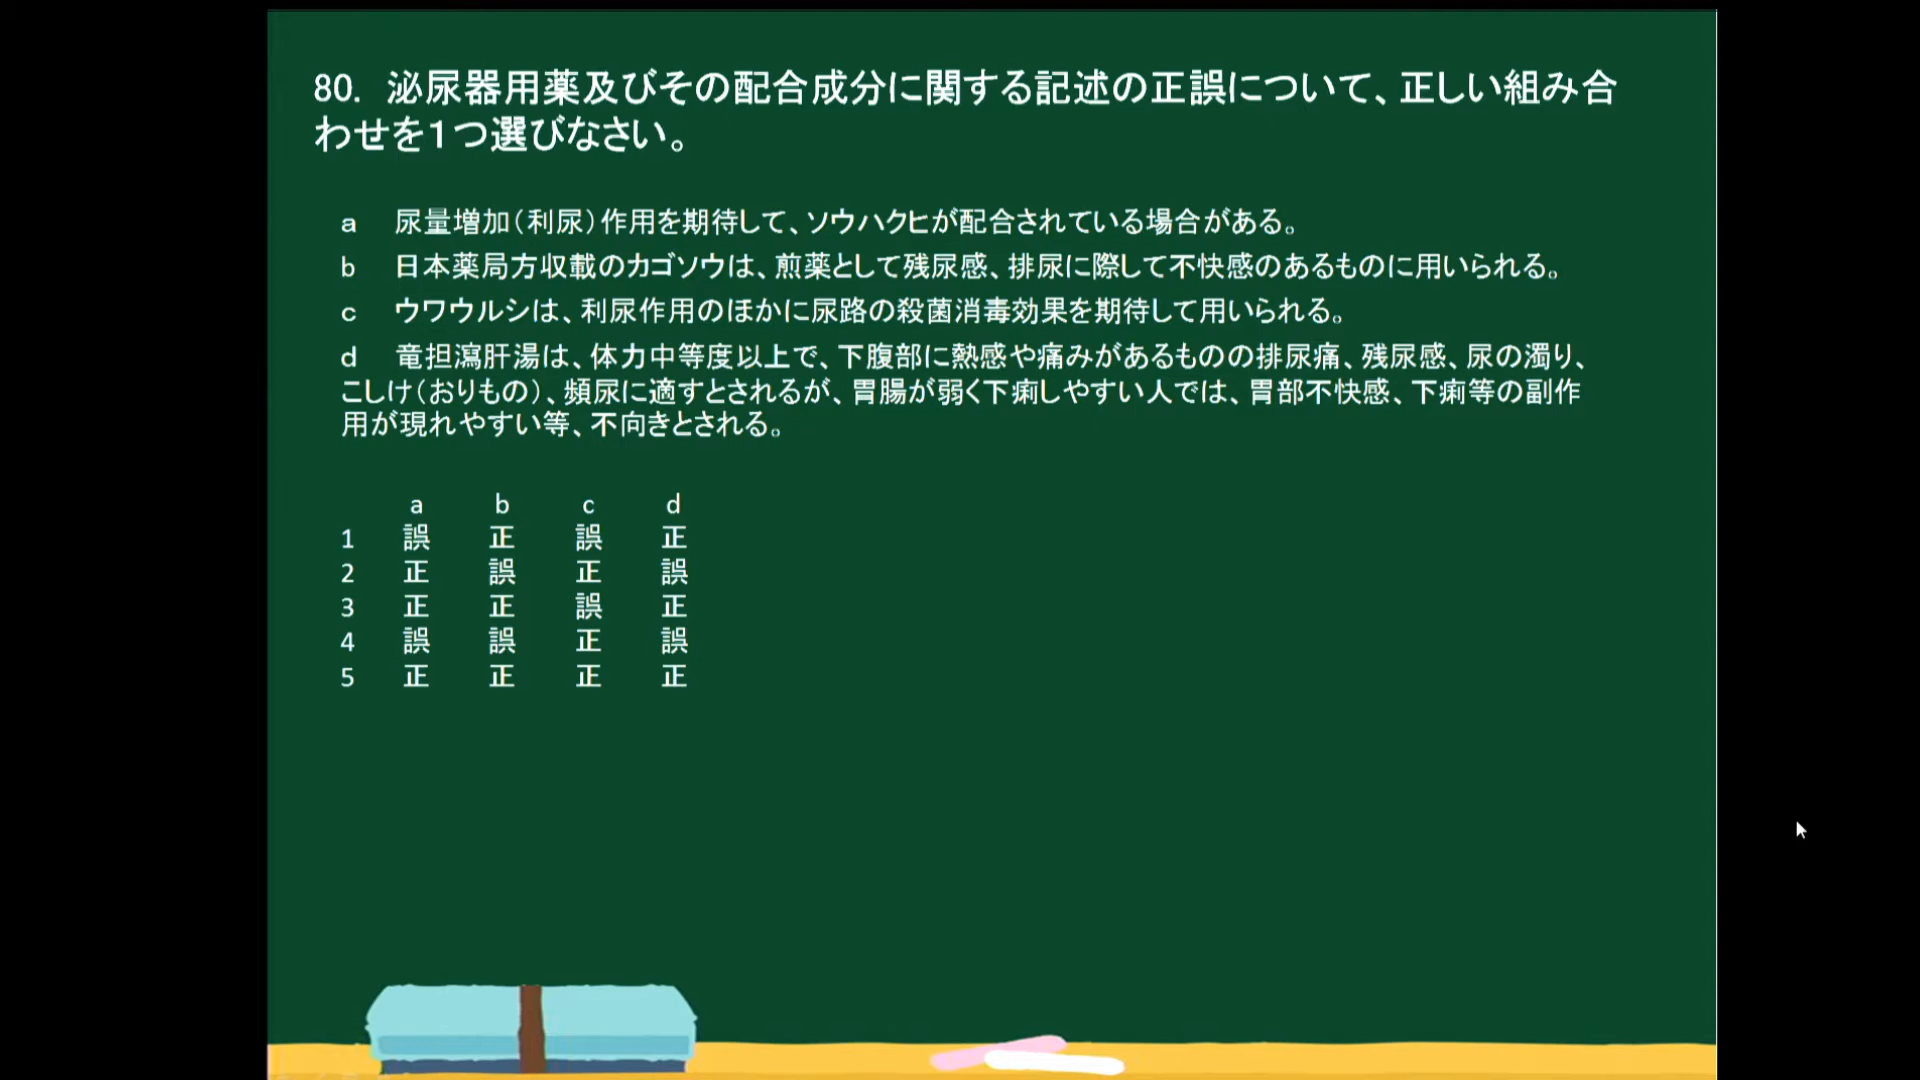 80. 泌尿器用薬及びその配合成分に関する記述の正誤について、正しい組み合
わせを１つ選びなさい。
a 尿量増加(利尿)作用を期待して、ソウハクヒが配合されている場合がある。
b 日本薬局方収載のカゴソウは、煎薬として残尿感、排尿に際して不快感のあるものに用いられる。
c ウワウルシは、利尿作用のほかに尿路の殺菌消毒効果を期待して用いられる。
d 竜担瀉肝湯は、体力中等度以上で、下腹部に熱感や痛みがあるものの排尿痛、残尿感、尿の濁り、
こしけ(おりもの)、頻尿に適すとされるが、胃腸が弱く下痢しやすい人では、胃部不快感、下痢等の副作
用が現れやすい等、不向きとされる。
a b c d
1 誤 正 誤 正
2 正 誤 正 誤
3 正 正 誤 正
4 誤 誤 正 誤
5 正 正 正 正